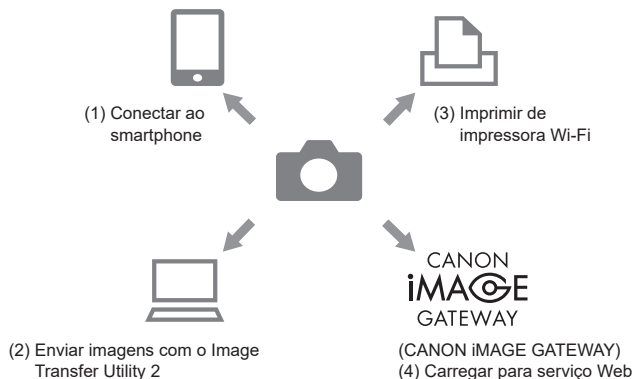 (1) Conectar ao
smartphone
(3) Imprimir de
impressora Wi-Fi
CANON
iMAGE
GATEWAY
(2) Enviar imagens com o Image
Transfer Utility 2
(CANON iMAGE GATEWAY)
(4) Carregar para serviço Web